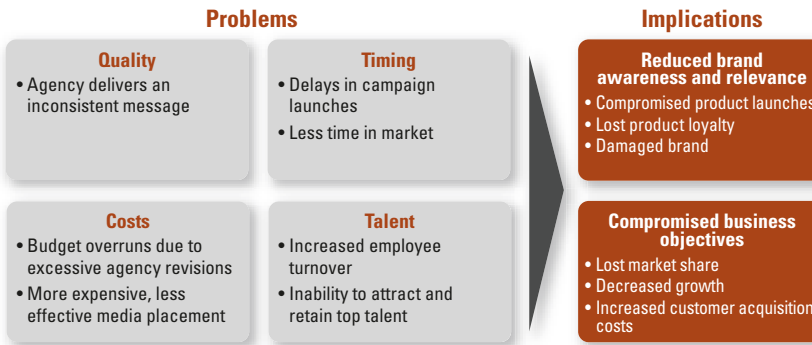 Problems
Implications
Quality
• Agency delivers an
inconsistent message
Timing
• Delays in campaign
launches
• Less time in market
Costs
• Budget overruns due to
excessive agency revisions
• More expensive, less
effective media placement
Talent
• Increased employee
turnover
• Inability to attract and
retain top talent
Reduced brand
awareness and relevance
• Compromised product launches
• Lost product loyalty
• Damaged brand
Compromised business
objectives
• Lost market share
• Decreased growth
• Increased customer acquisition
costs